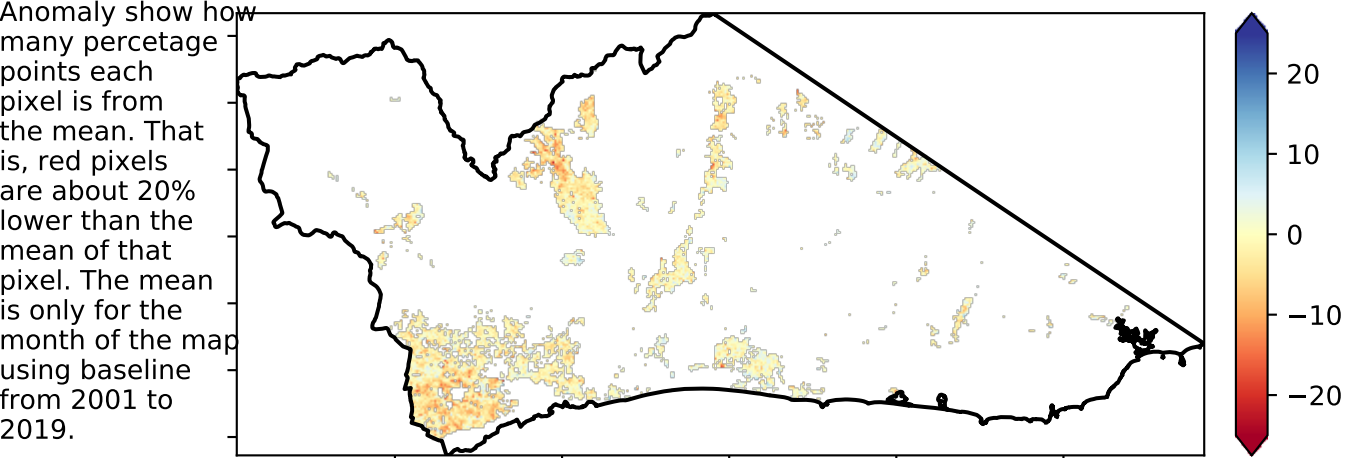 Anomaly show how
many percetage
points each
pixel is from
the mean. That
is, red pixels
are about 20%
lower than the
mean of that
pixel. The mean
is only for the
month of the map
using baseline
from 2001 to
2019.
20
10
0
−10
−20